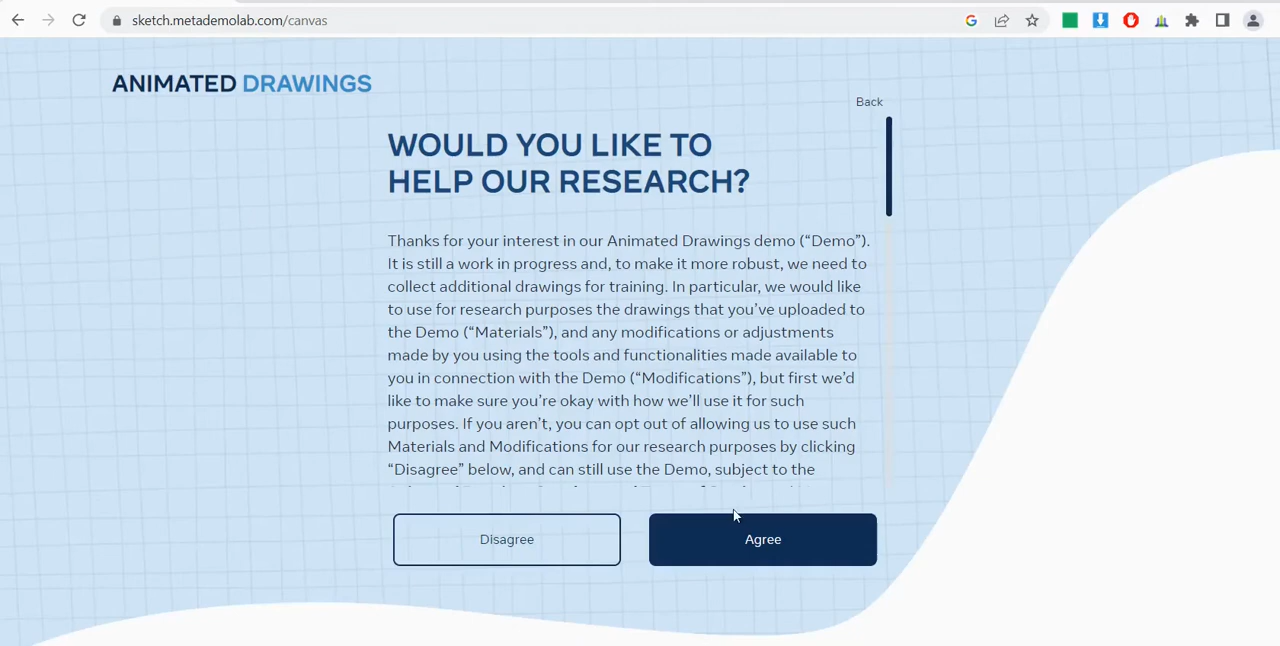 sketch.metademolab.com/canvas
ANIMATED DRAWINGS
Back
WOULD YOU LIKE TO
HELP OUR RESEARCH?
Thanks for your interest in our Animated Drawings demo (“Demo”).
It is still a work in progress and, to make it more robust, we need to
collect additional drawings for training. In particular, we would like
to use for research purposes the drawings that you’ve uploaded to
the Demo (“Materials”), and any modifications or adjustments
made by you using the tools and functionalities made available to
you in connection with the Demo (“Modifications”), but first we’d
like to make sure you’re okay with how we’ll use it for such
purposes. If you aren’t, you can opt out of allowing us to use such
Materials and Modifications for our research purposes by clicking
“Disagree” below, and can still use the Demo, subject to the
Disagree
Agree